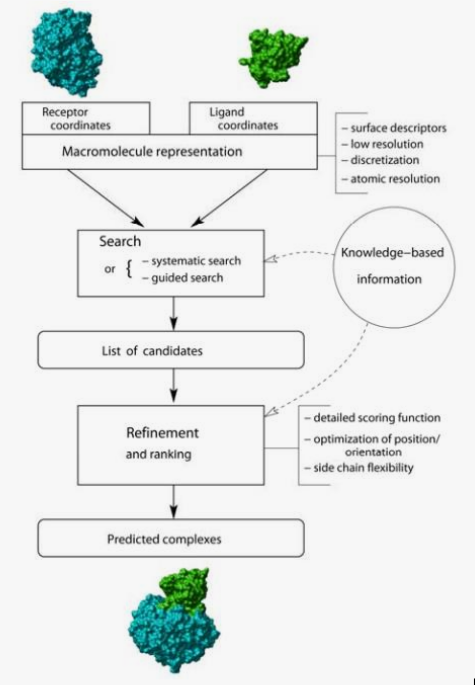 Receptor
coordinates
Ligand
coordinates
Macromolecule representation
– surface descriptors
– low resolution
– discretization
– atomic resolution
Search
or { – systematic search
– guided search
Knowledge–based
information
List of candidates
Refinement
and ranking
– detailed scoring function
– optimization of position/
orientation
– side chain flexibility
Predicted complexes